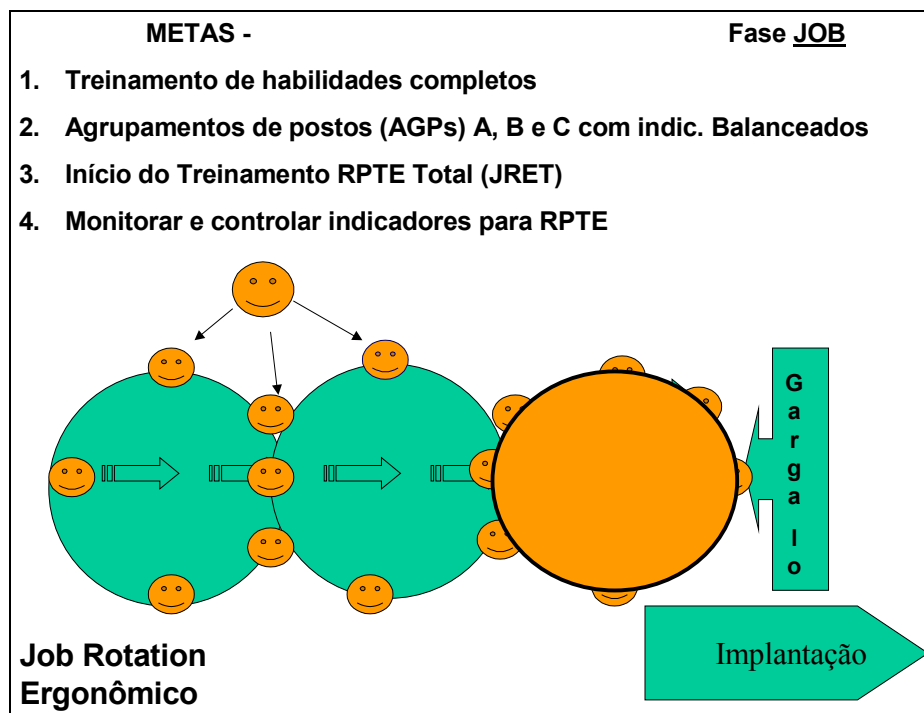 METAS - Fase JOB
1. Treinamento de habilidades completos
2. Agrupamentos de postos (AGPs) A, B e C com indic. Balanceados
3. Início do Treinamento RPTE Total (JRET)
4. Monitorar e controlar indicadores para RPTE
Gargalo
Implantação
Job Rotation
Ergonômico